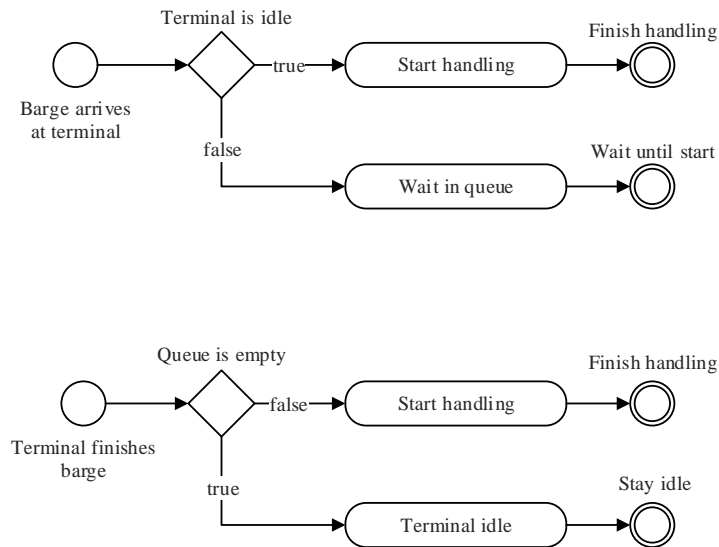 Terminal is idle
Finish handling
true
Start handling
Barge arrives
at terminal
false
Wait until start
Wait in queue
Queue is empty
Finish handling
false
Start handling
Terminal finishes
barge
true
Stay idle
Terminal idle